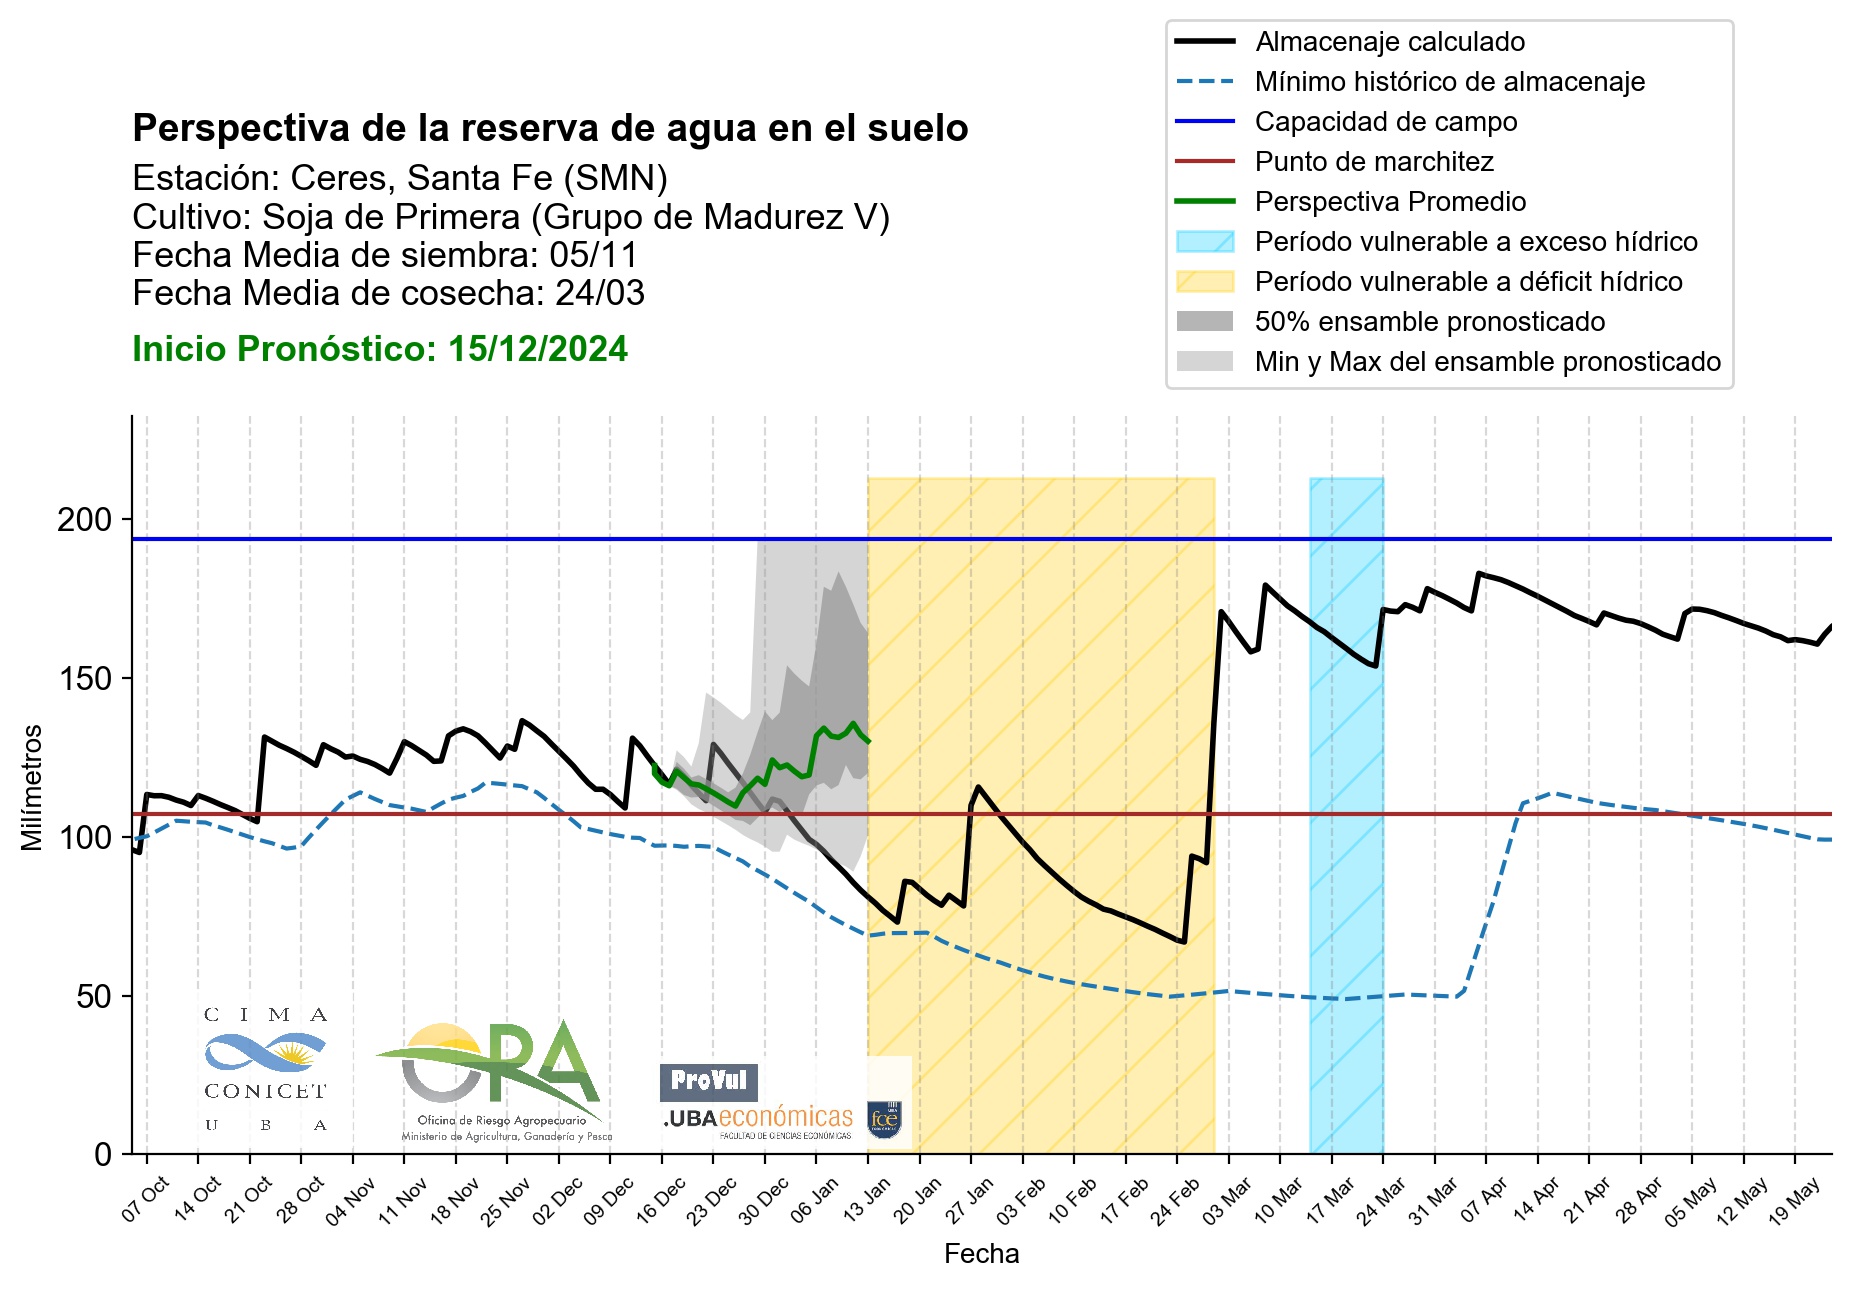 Almacenaje calculado
Mínimo histórico de almacenaje
Capacidad de campo
Punto de marchitez
Perspectiva Promedio
Período vulnerable a exceso hídrico
Período vulnerable a déficit hídrico
50% ensamble pronosticado
Min y Max del ensamble pronosticado
Perspectiva de la reserva de agua en el suelo
Estación: Ceres, Santa Fe (SMN)
Cultivo: Soja de Primera (Grupo de Madurez V)
Fecha Media de siembra: 05/11
Fecha Media de cosecha: 24/03
Inicio Pronóstico: 15/12/2024
Milímetros
200
150
100
50
0
CIMA
CONICET
UBA
ORA
Oficina de Riesgo Agropecuario
Ministerio de Agricultura, Ganadería y Pesca
ProVul
.UBAeconómicas
FACULTAD DE CIENCIAS ECONÓMICAS
UBA
fce
07 Oct
14 Oct
21 Oct
28 Oct
04 Nov
11 Nov
18 Nov
25 Nov
02 Dec
09 Dec
16 Dec
23 Dec
30 Dec
06 Jan
13 Jan
20 Jan
27 Jan
03 Feb
10 Feb
17 Feb
24 Feb
03 Mar
10 Mar
17 Mar
24 Mar
31 Mar
07 Apr
14 Apr
21 Apr
28 Apr
05 May
12 May
19 May
Fecha